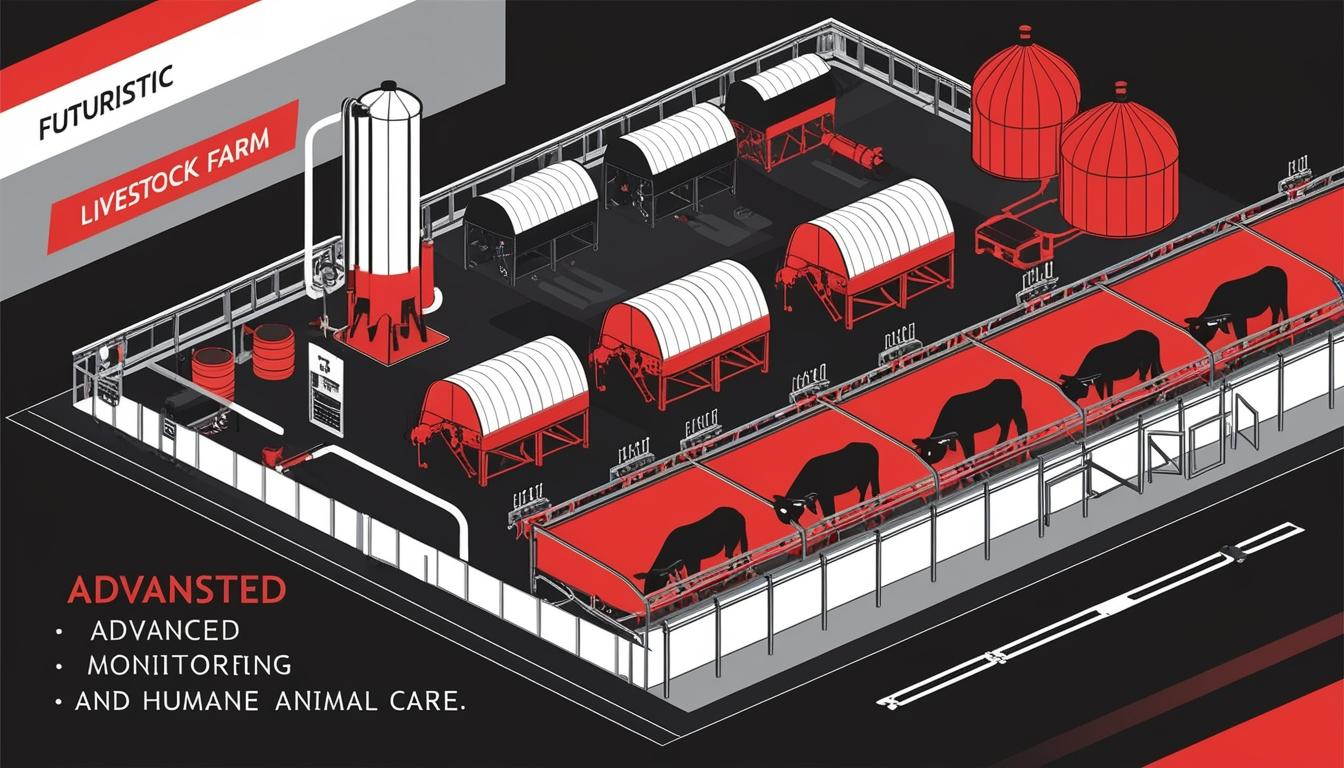 FUTURISTIC
LIVESTOCK FARM
ADVANSTED
• ADVANCED
• MONIITORFING
• AND HUMANE ANIMAL CARE.